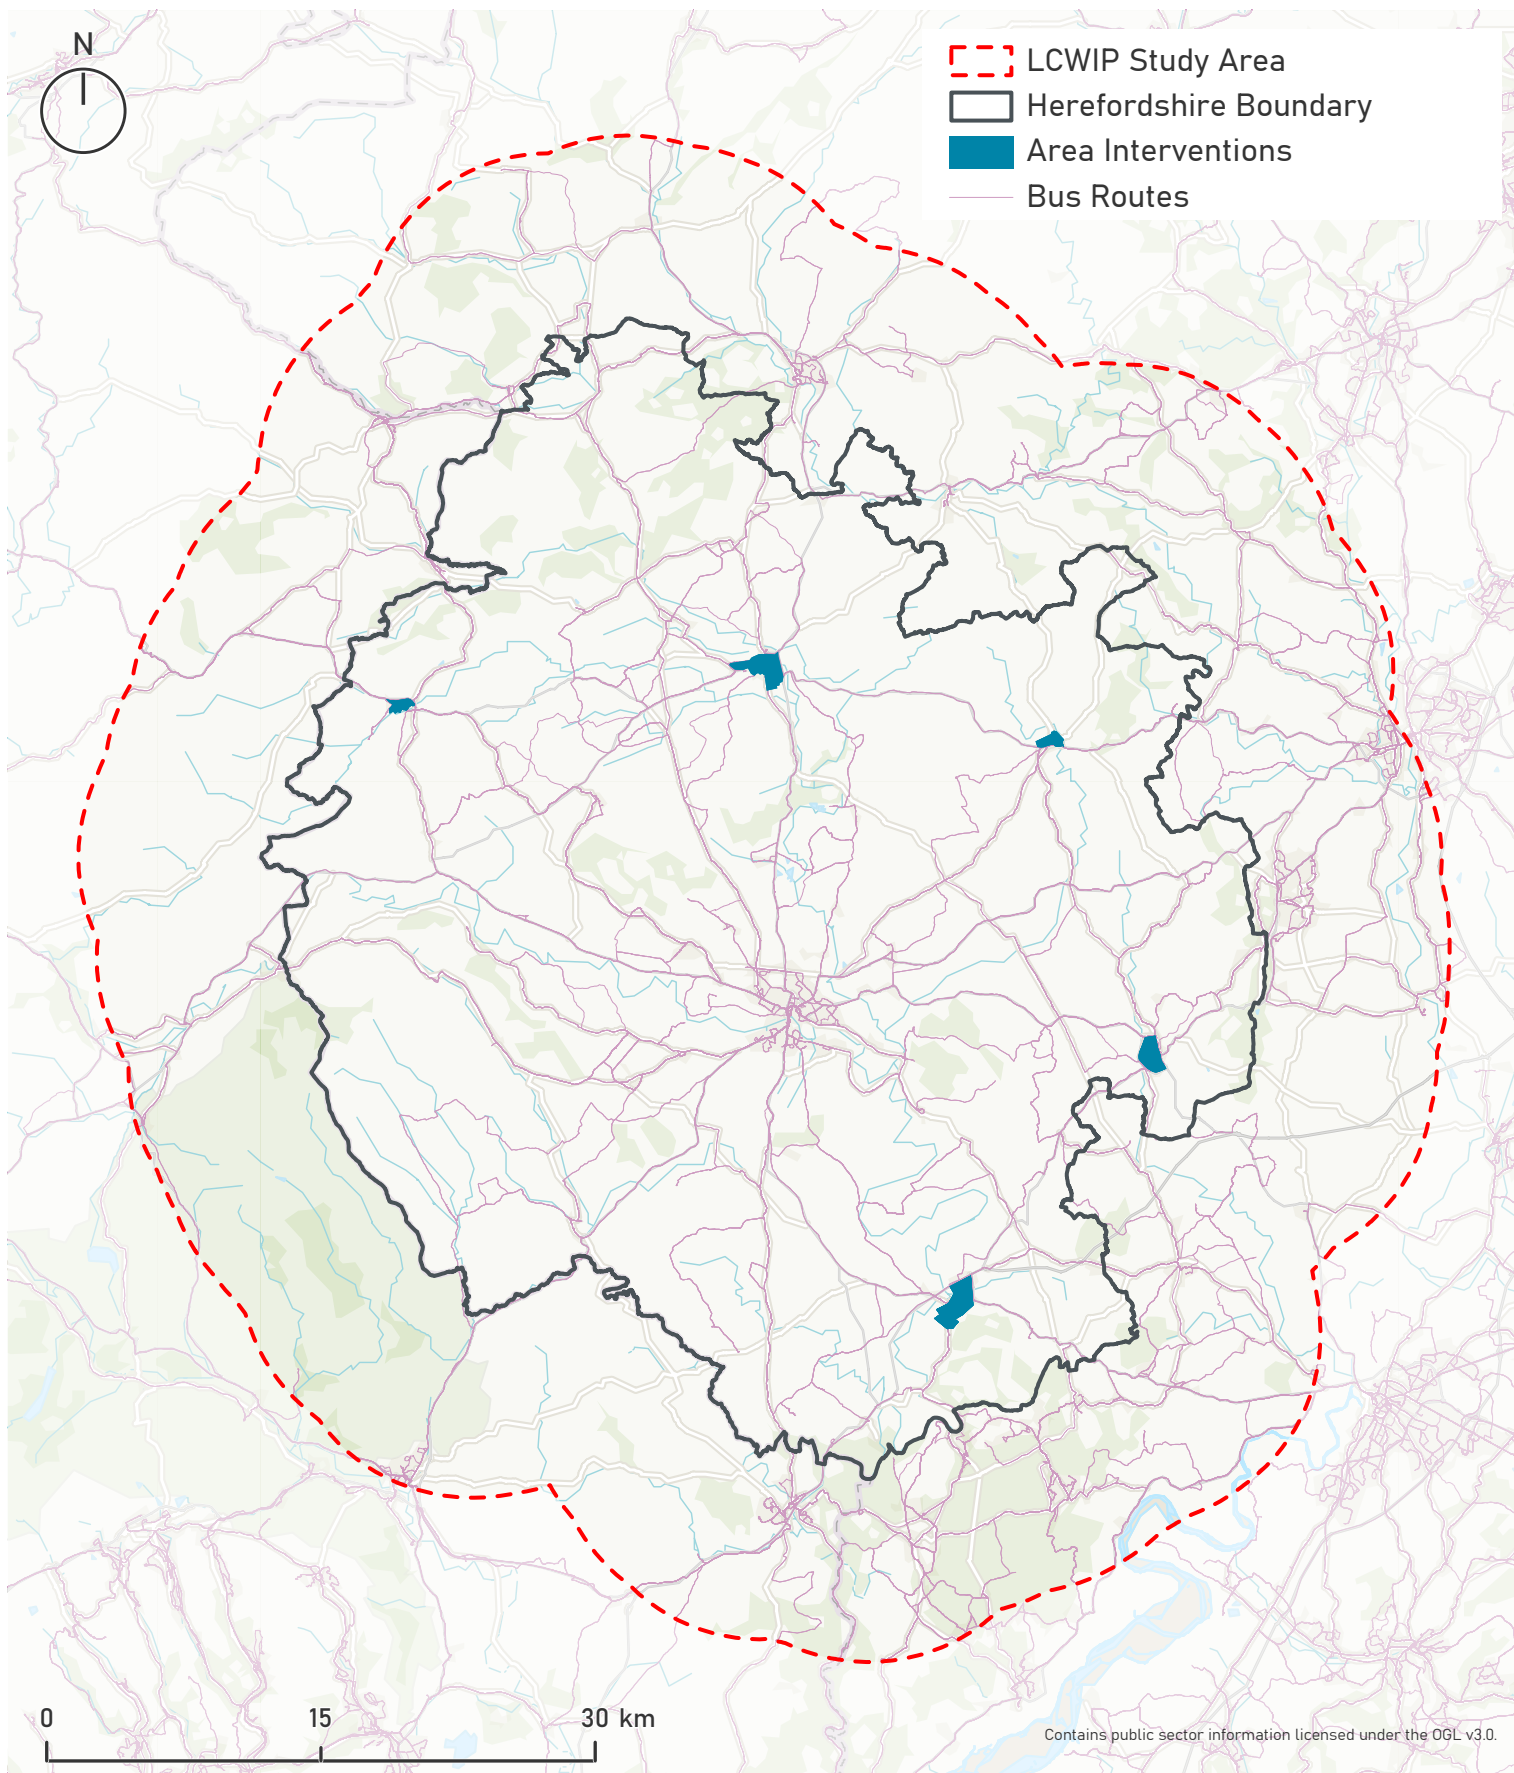 N
LCWIP Study Area
Herefordshire Boundary
Area Interventions
Bus Routes
0 15 30 km
Contains public sector information licensed under the OGL v3.0.